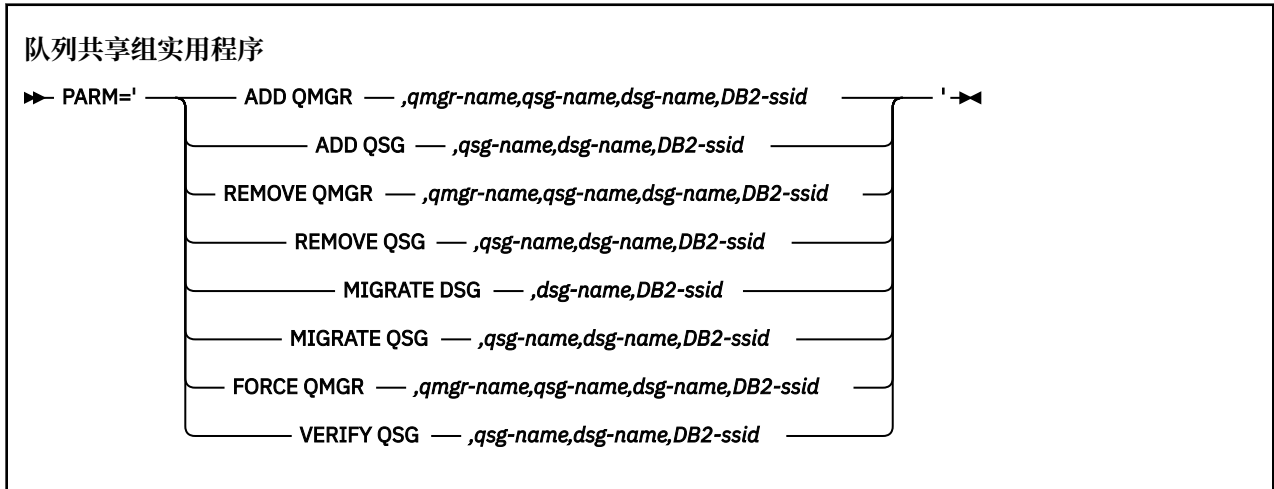 队列共享组实用程序
PARM=' ADD QMGR ,qmgr-name,qsg-name,dsg-name,DB2-ssid '
ADD QSG ,qsg-name,dsg-name,DB2-ssid
REMOVE QMGR ,qmgr-name,qsg-name,dsg-name,DB2-ssid
REMOVE QSG ,qsg-name,dsg-name,DB2-ssid
MIGRATE DSG ,dsg-name,DB2-ssid
MIGRATE QSG ,qsg-name,dsg-name,DB2-ssid
FORCE QMGR ,qmgr-name,qsg-name,dsg-name,DB2-ssid
VERIFY QSG ,qsg-name,dsg-name,DB2-ssid